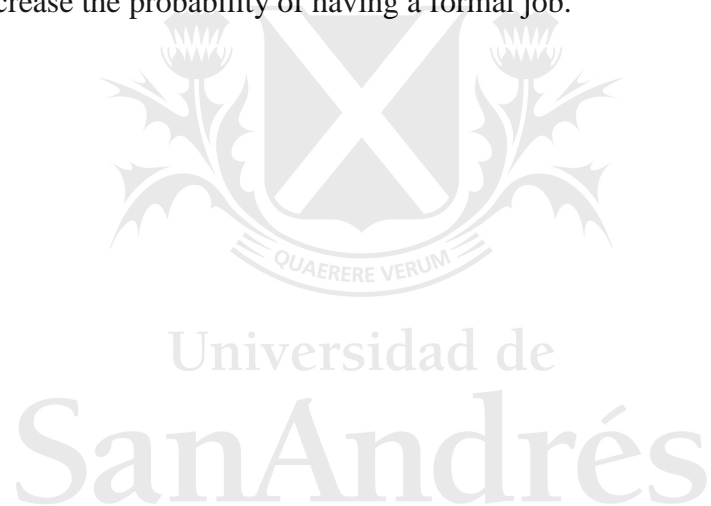 crease the probability of having a formal job.
QUAERERE VERUM
Universidad de
SanAndrés